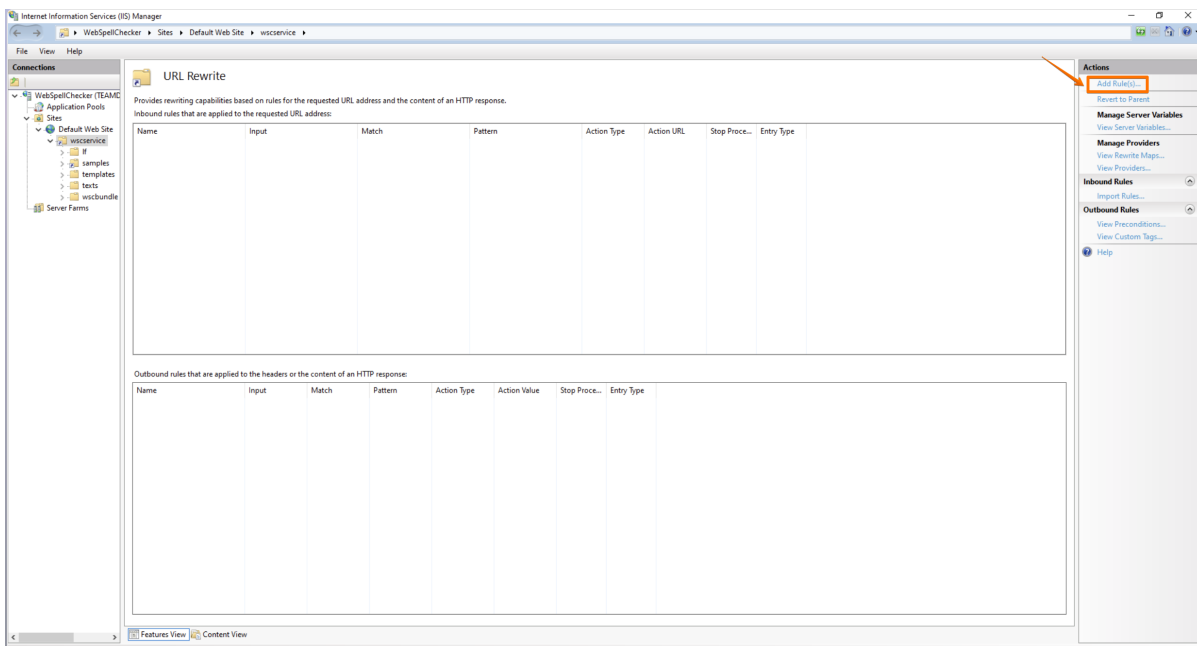 Internet Information Services (IIS) Manager
WebSpellChecker Sites Default Web Site wscservice
File View Help
Connections
WebSpellChecker (TEAMD
Application Pools
Sites
Default Web Site
wscservice
lf
samples
templates
texts
wscbundle
Server Farms
URL Rewrite
Provides rewriting capabilities based on rules for the requested URL address and the content of an HTTP response.
Inbound rules that are applied to the requested URL address:
Name Input Match Pattern Action Type Action URL Stop Proce... Entry Type
Outbound rules that are applied to the headers or the content of an HTTP response:
Name Input Match Pattern Action Type Action Value Stop Proce... Entry Type
Features View Content View
Actions
Add Rule(s)...
Revert to Parent
Manage Server Variables
View Server Variables...
Manage Providers
View Rewrite Maps...
View Providers...
Inbound Rules
Import Rules...
Outbound Rules
View Preconditions...
View Custom Tags...
Help